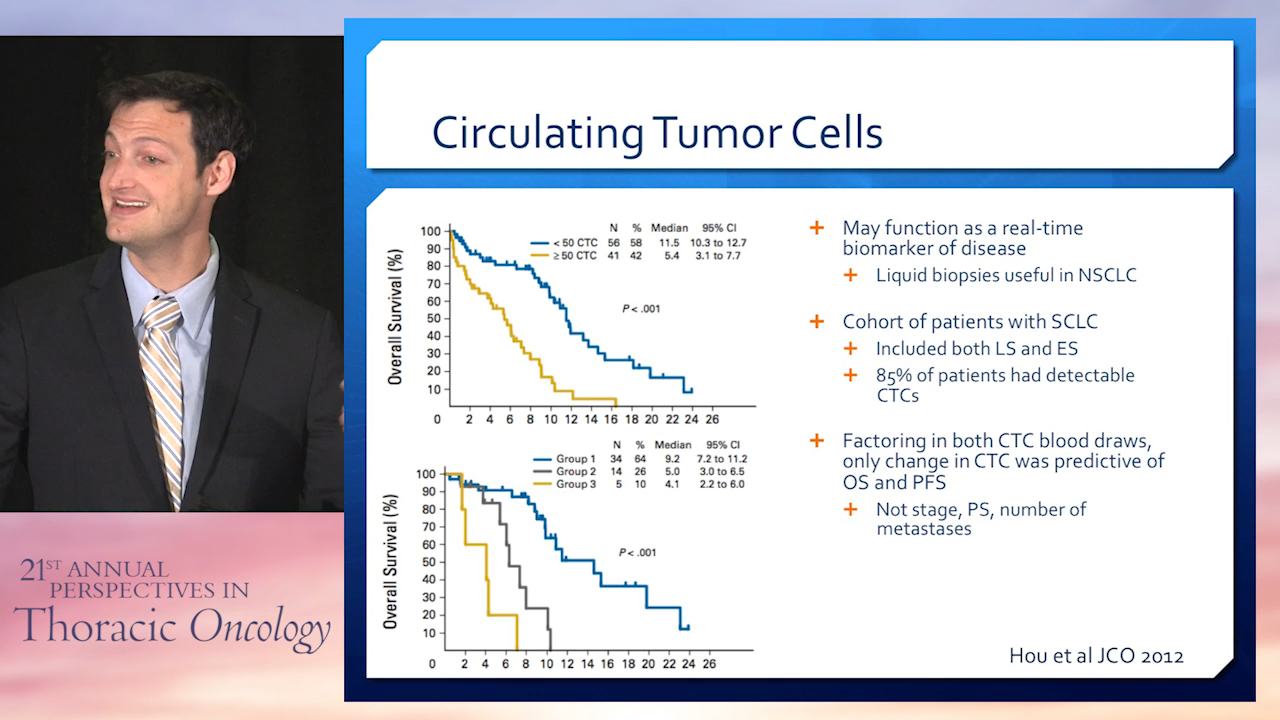 Circulating Tumor Cells
N % Median 95% CI
< 50 CTC 56 58 11.5 10.3 to 12.7
≥ 50 CTC 41 42 5.4 3.1 to 7.7
P < .001
Overall Survival (%)
100
90
80
70
60
50
40
30
20
10
0 2 4 6 8 10 12 14 16 18 20 22 24 26
N % Median 95% CI
Group 1 34 64 9.2 7.2 to 11.2
Group 2 14 26 5.0 3.0 to 6.5
Group 3 5 10 4.1 2.2 to 6.0
P < .001
Overall Survival (%)
100
90
80
70
60
50
40
30
20
10
0 2 4 6 8 10 12 14 16 18 20 22 24 26
May function as a real-time
biomarker of disease
Liquid biopsies useful in NSCLC
Cohort of patients with SCLC
Included both LS and ES
85% of patients had detectable
CTCs
Factoring in both CTC blood draws,
only change in CTC was predictive of
OS and PFS
Not stage, PS, number of
metastases
Hou et al JCO 2012
21ST ANNUAL
PERSPECTIVES IN
Thoracic Oncology